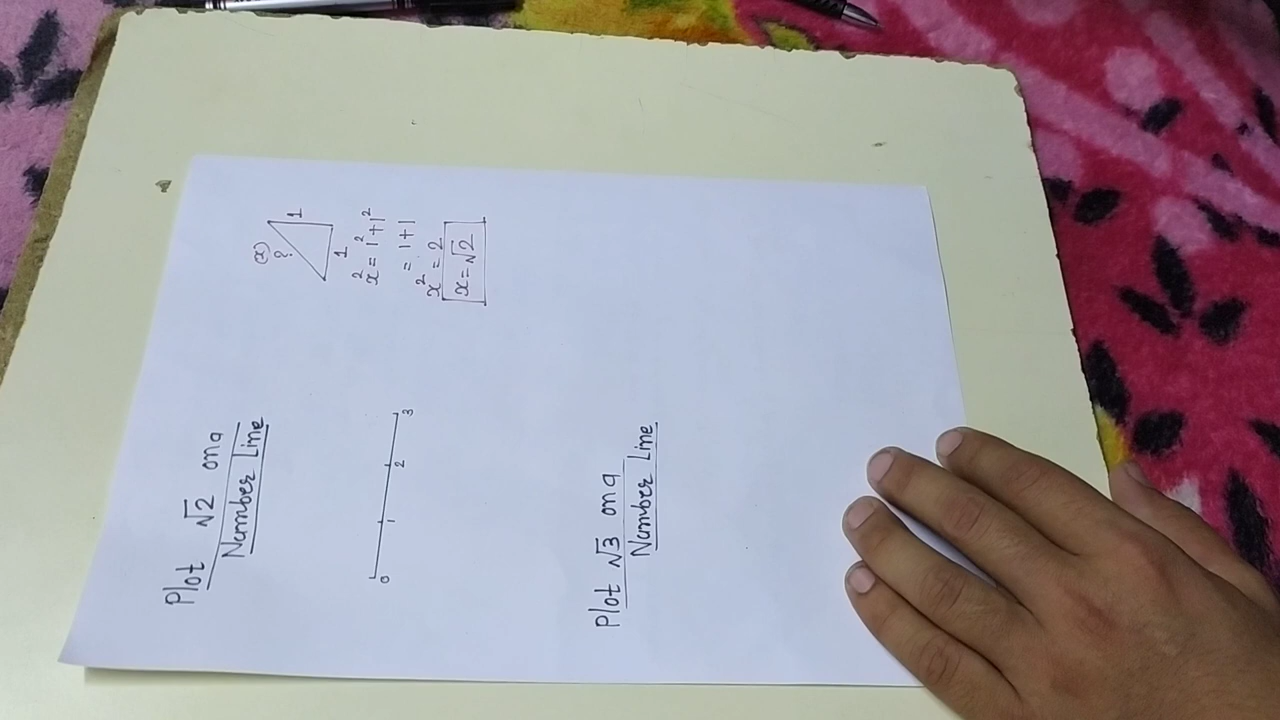 Plot √2 on a
Number Line
0 1 2 3
(x)
?
1
1
x² = 1² + 1²
= 1 + 1
x² = 2
x = √2
Plot √3 on a
Number Line